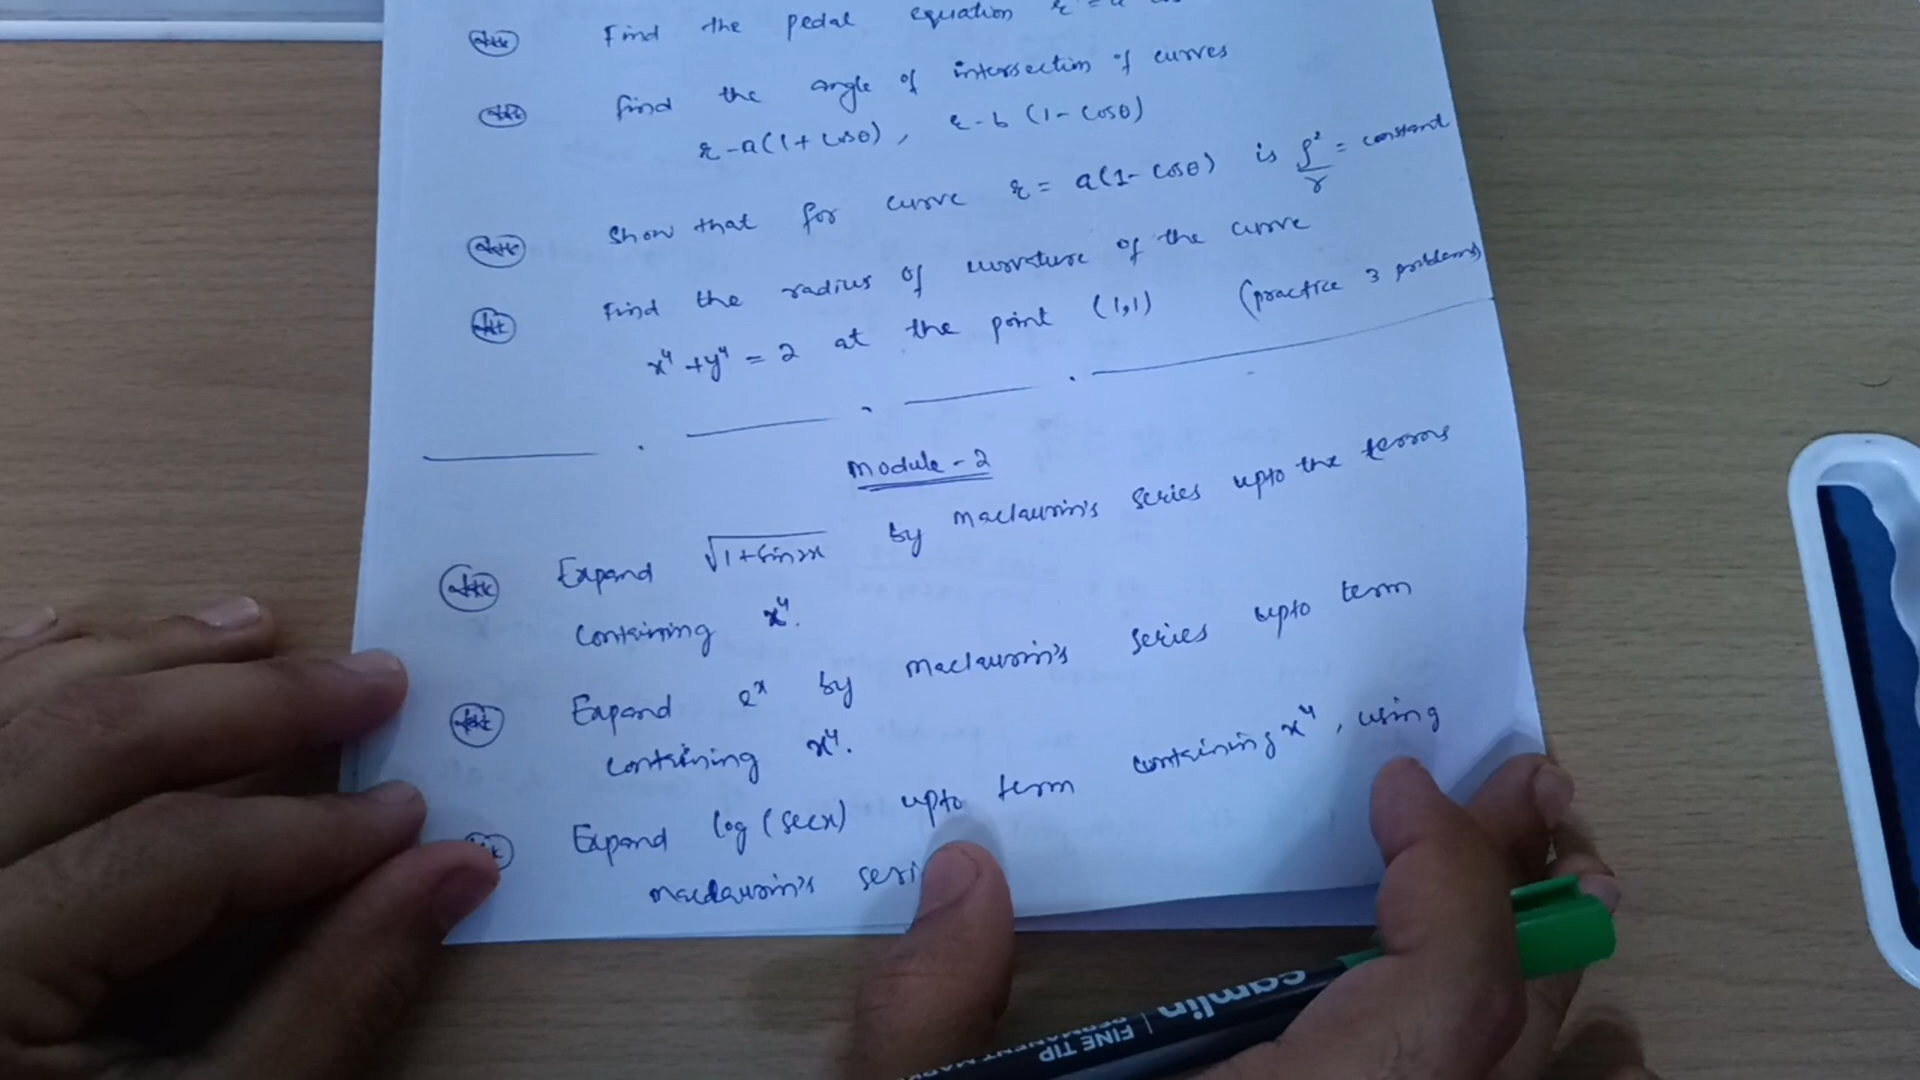 Find the pedal equation r = a
find the angle of intersection of curves
r = a(1 + cosθ) , r = b (1 - cosθ)
Show that for curve r = a(1 - cosθ) is ρ²/r = constant
Find the radius of curvature of the curve
x⁴ + y⁴ = 2 at the point (1,1) (practice 3 problems)
Module - 2
Expand √1+sin2x by maclaurin's series upto the terms
containing x⁴.
Expand eˣ by maclaurin's series upto term
containing x⁴.
Expand log (secx) upto term containing x⁴, using
maclaurin's seri
camlin
FINE TIP